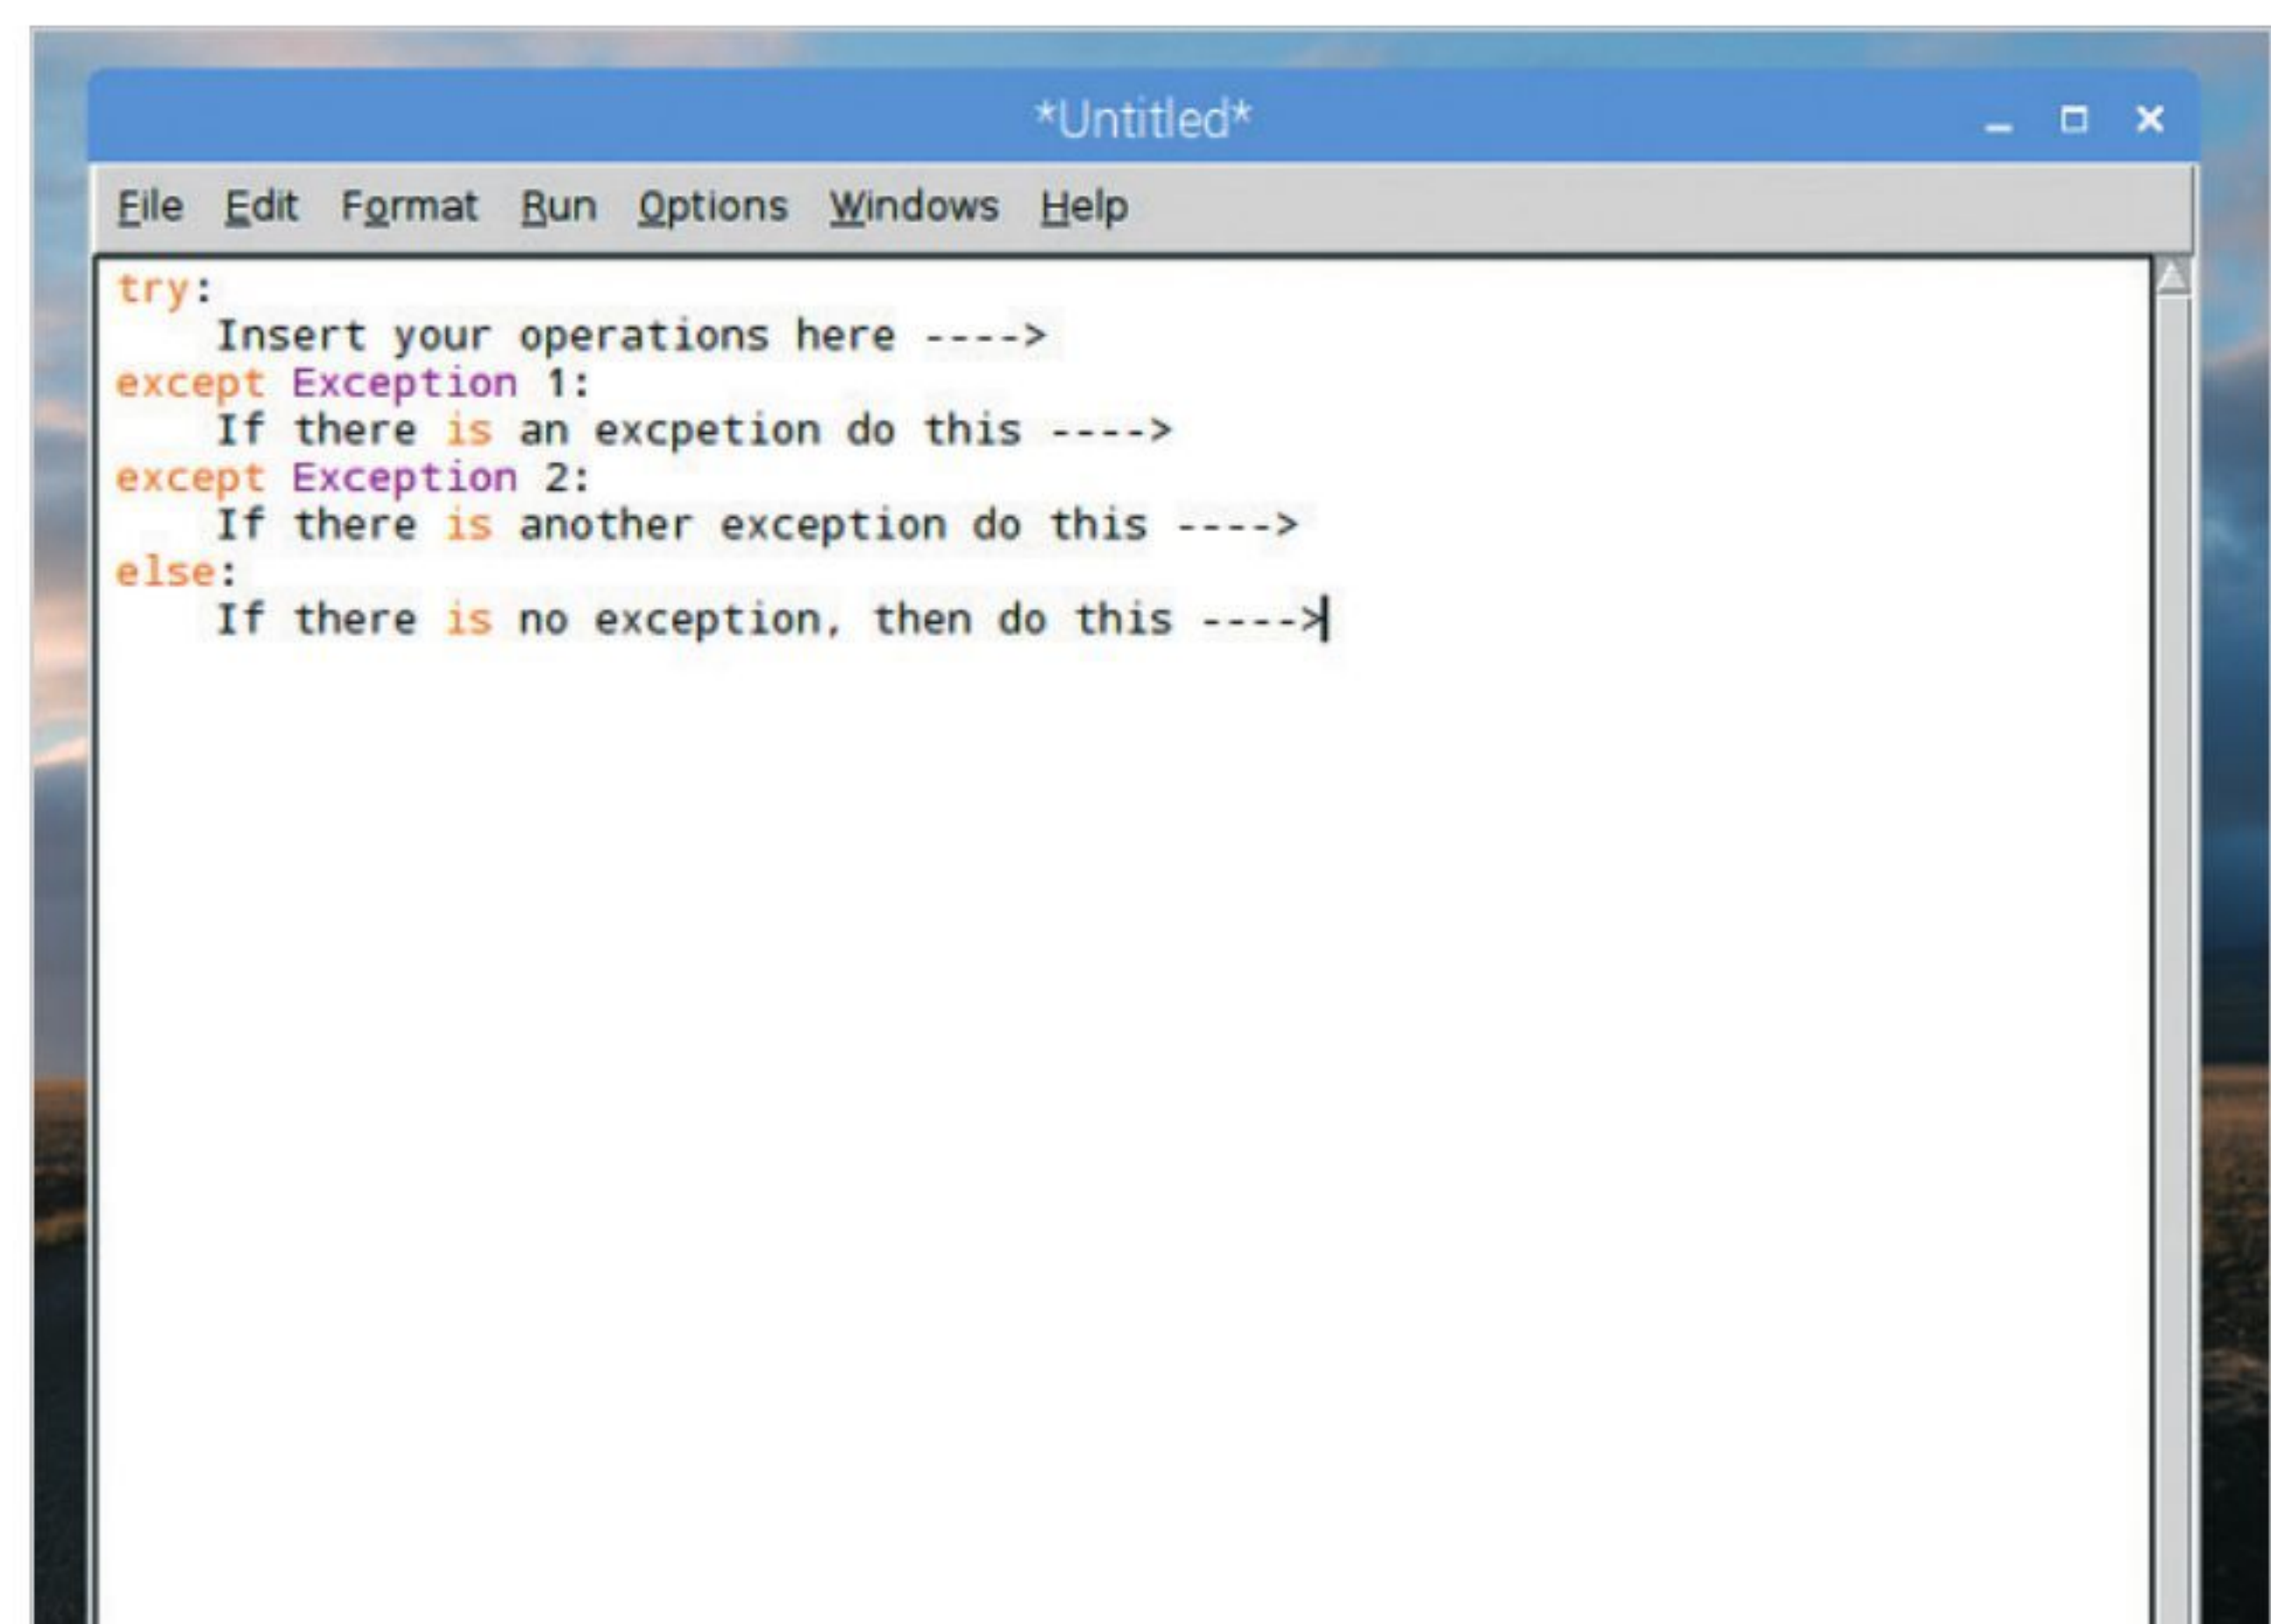 *Untitled*
File Edit Format Run Options Windows Help
try:
    Insert your operations here ---->
except Exception 1:
    If there is an excpetion do this ---->
except Exception 2:
    If there is another exception do this ---->
else:
    If there is no exception, then do this ---->